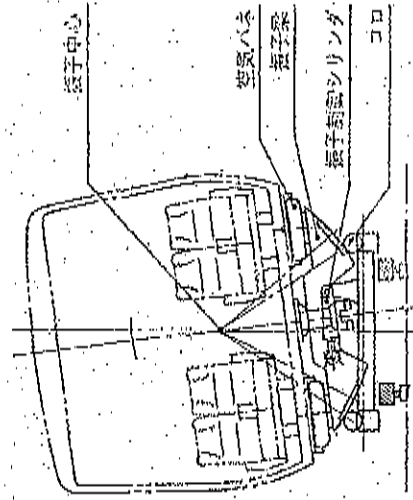 振子中心
空気バネ
振子梁
振子制御シリンダ
コロ